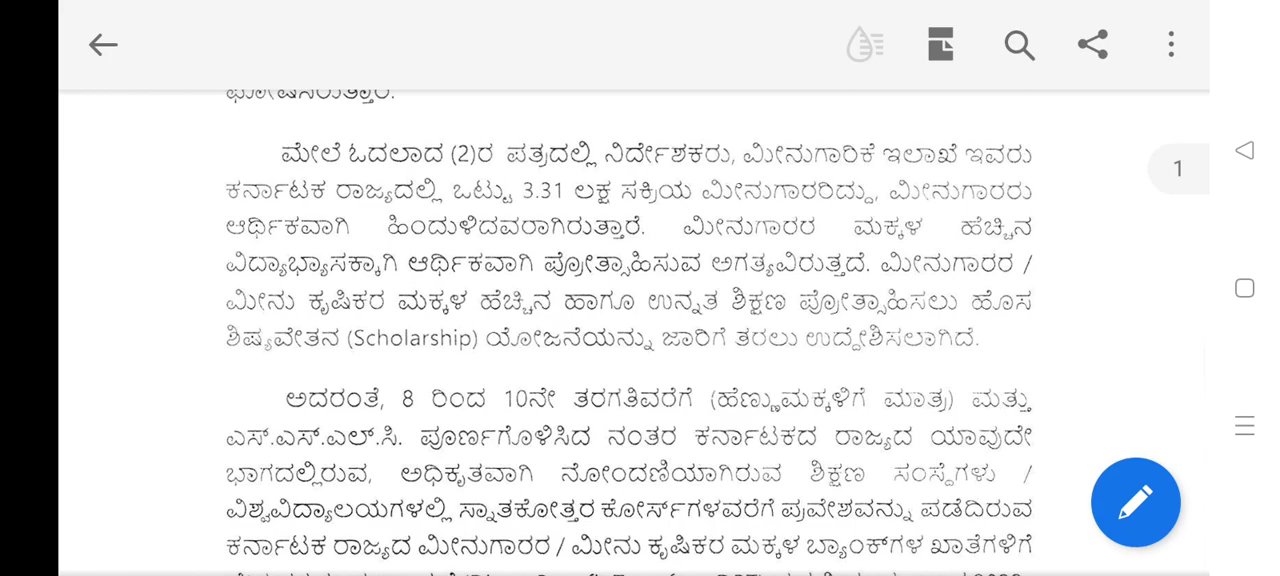 1
ಮೇಲೆ ಓದಲಾದ (2)ರ ಪತ್ರದಲ್ಲಿ ನಿರ್ದೇಶಕರು, ಮೀನುಗಾರಿಕೆ ಇಲಾಖೆ ಇವರು
ಕರ್ನಾಟಕ ರಾಜ್ಯದಲ್ಲಿ ಒಟ್ಟು 3.31 ಲಕ್ಷ ಸಕ್ರಿಯ ಮೀನುಗಾರರಿದ್ದು, ಮೀನುಗಾರರು
ಆರ್ಥಿಕವಾಗಿ ಹಿಂದುಳಿದವರಾಗಿರುತ್ತಾರೆ. ಮೀನುಗಾರರ ಮಕ್ಕಳ ಹೆಚ್ಚಿನ
ವಿದ್ಯಾಭ್ಯಾಸಕ್ಕಾಗಿ ಆರ್ಥಿಕವಾಗಿ ಪ್ರೋತ್ಸಾಹಿಸುವ ಅಗತ್ಯವಿರುತ್ತದೆ. ಮೀನುಗಾರರ /
ಮೀನು ಕೃಷಿಕರ ಮಕ್ಕಳ ಹೆಚ್ಚಿನ ಹಾಗೂ ಉನ್ನತ ಶಿಕ್ಷಣ ಪ್ರೋತ್ಸಾಹಿಸಲು ಹೊಸ
ಶಿಷ್ಯವೇತನ (Scholarship) ಯೋಜನೆಯನ್ನು ಜಾರಿಗೆ ತರಲು ಉದ್ದೇಶಿಸಲಾಗಿದೆ.
ಅದರಂತೆ, 8 ರಿಂದ 10ನೇ ತರಗತಿವರೆಗೆ (ಹೆಣ್ಣುಮಕ್ಕಳಿಗೆ ಮಾತ್ರ) ಮತ್ತು
ಎಸ್.ಎಸ್.ಎಲ್.ಸಿ. ಪೂರ್ಣಗೊಳಿಸಿದ ನಂತರ ಕರ್ನಾಟಕದ ರಾಜ್ಯದ ಯಾವುದೇ
ಭಾಗದಲ್ಲಿರುವ, ಅಧಿಕೃತವಾಗಿ ನೋಂದಣಿಯಾಗಿರುವ ಶಿಕ್ಷಣ ಸಂಸ್ಥೆಗಳು /
ವಿಶ್ವವಿದ್ಯಾಲಯಗಳಲ್ಲಿ ಸ್ನಾತಕೋತ್ತರ ಕೋರ್ಸ್‌ಗಳವರೆಗೆ ಪ್ರವೇಶವನ್ನು ಪಡೆದಿರುವ
ಕರ್ನಾಟಕ ರಾಜ್ಯದ ಮೀನುಗಾರರ / ಮೀನು ಕೃಷಿಕರ ಮಕ್ಕಳ ಬ್ಯಾಂಕ್‌ಗಳ ಖಾತೆಗಳಿಗೆ